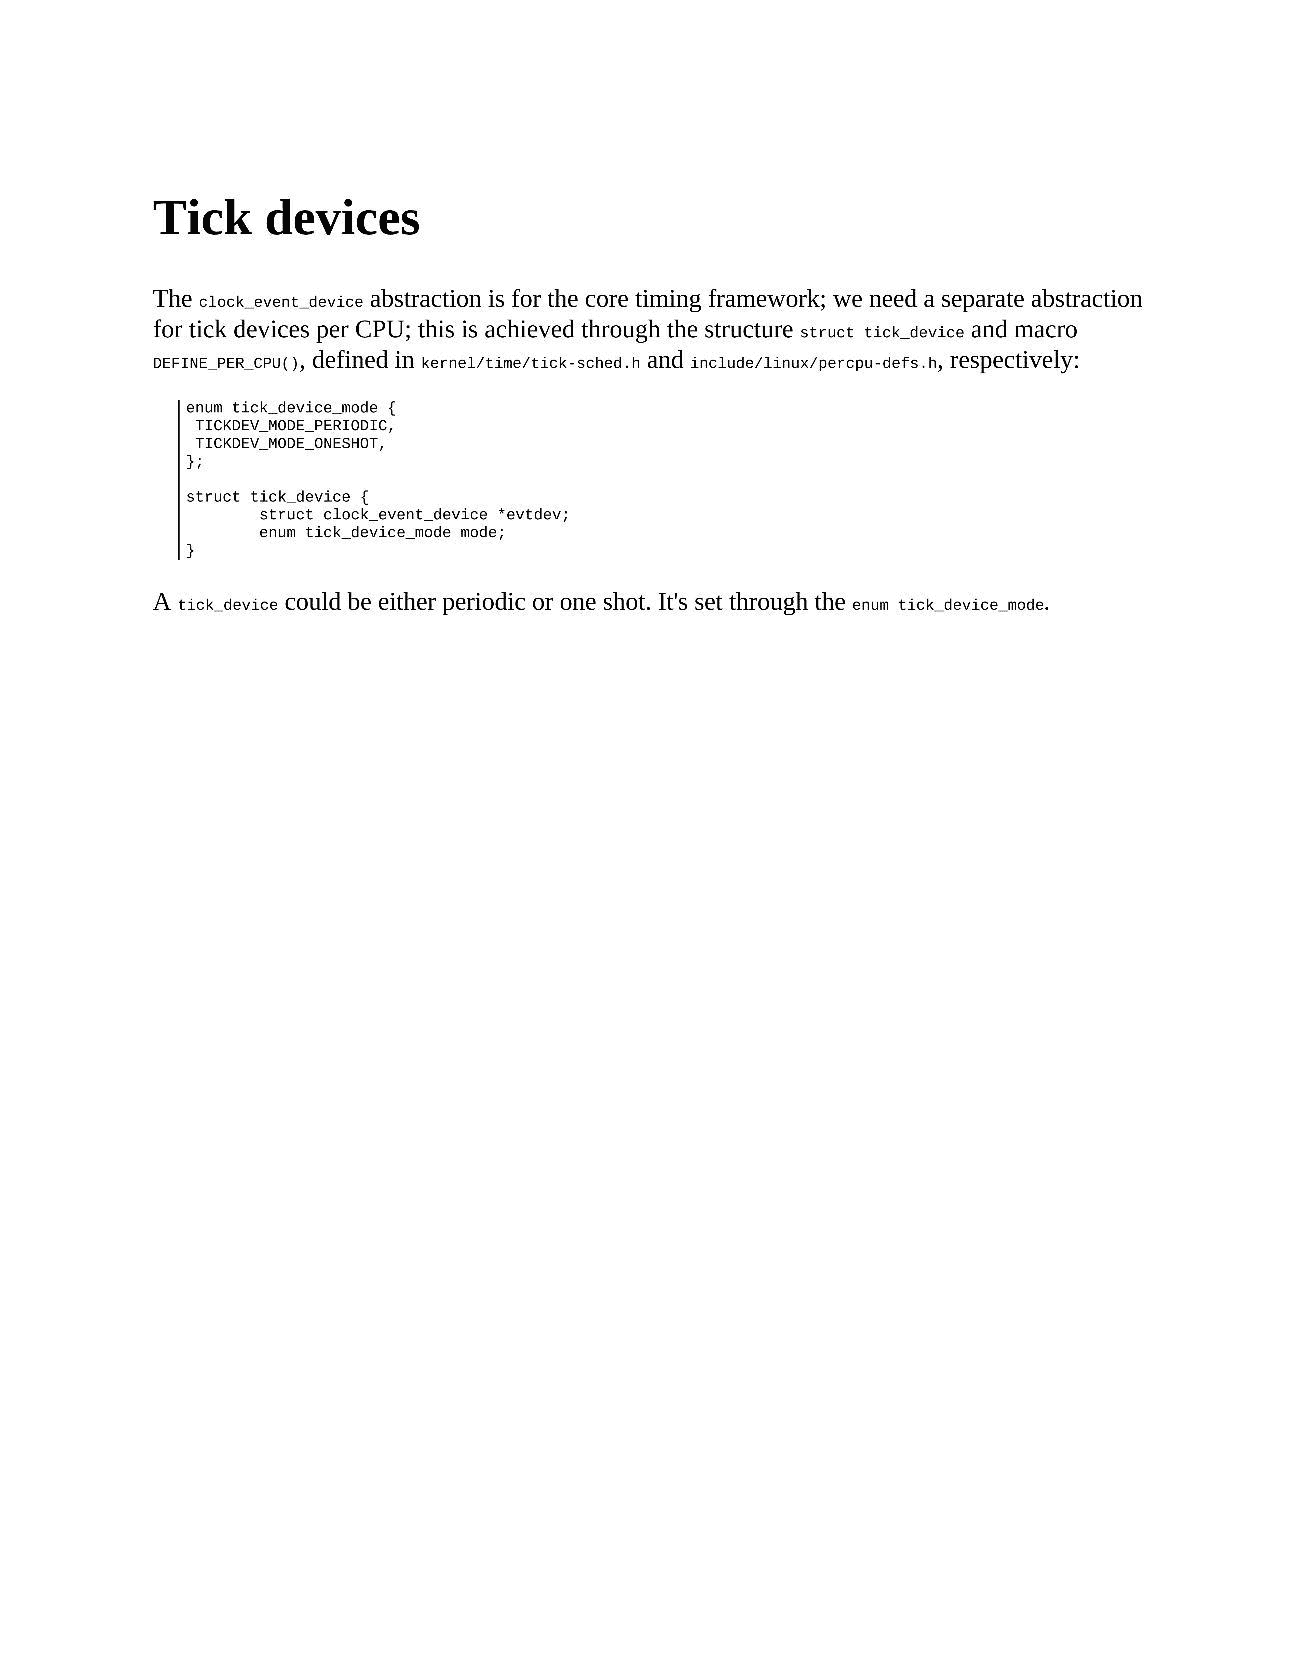 Tick devices
The clock_event_device abstraction is for the core timing framework; we need a separate abstraction
for tick devices per CPU; this is achieved through the structure struct tick_device and macro
DEFINE_PER_CPU(), defined in kernel/time/tick-sched.h and include/linux/percpu-defs.h, respectively:
enum tick_device_mode {
 TICKDEV_MODE_PERIODIC,
 TICKDEV_MODE_ONESHOT,
};
struct tick_device {
        struct clock_event_device *evtdev;
        enum tick_device_mode mode;
}
A tick_device could be either periodic or one shot. It's set through the enum tick_device_mode.